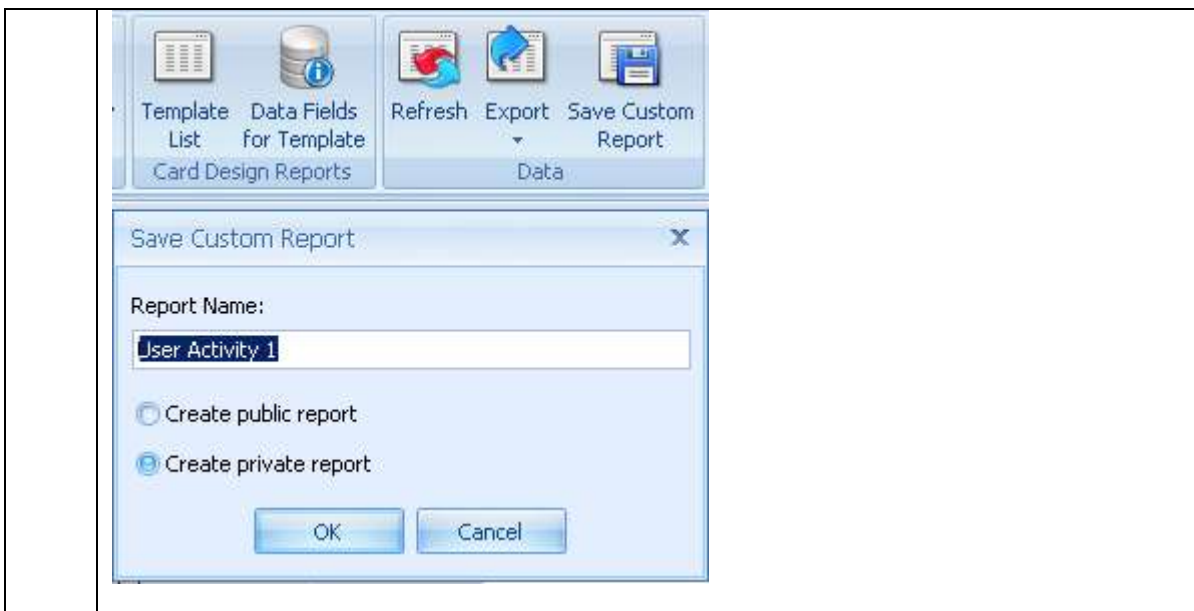 Template Data Fields Refresh Export Save Custom
List for Template Report
Card Design Reports Data
Save Custom Report
Report Name:
User Activity 1
Create public report
Create private report
OK Cancel